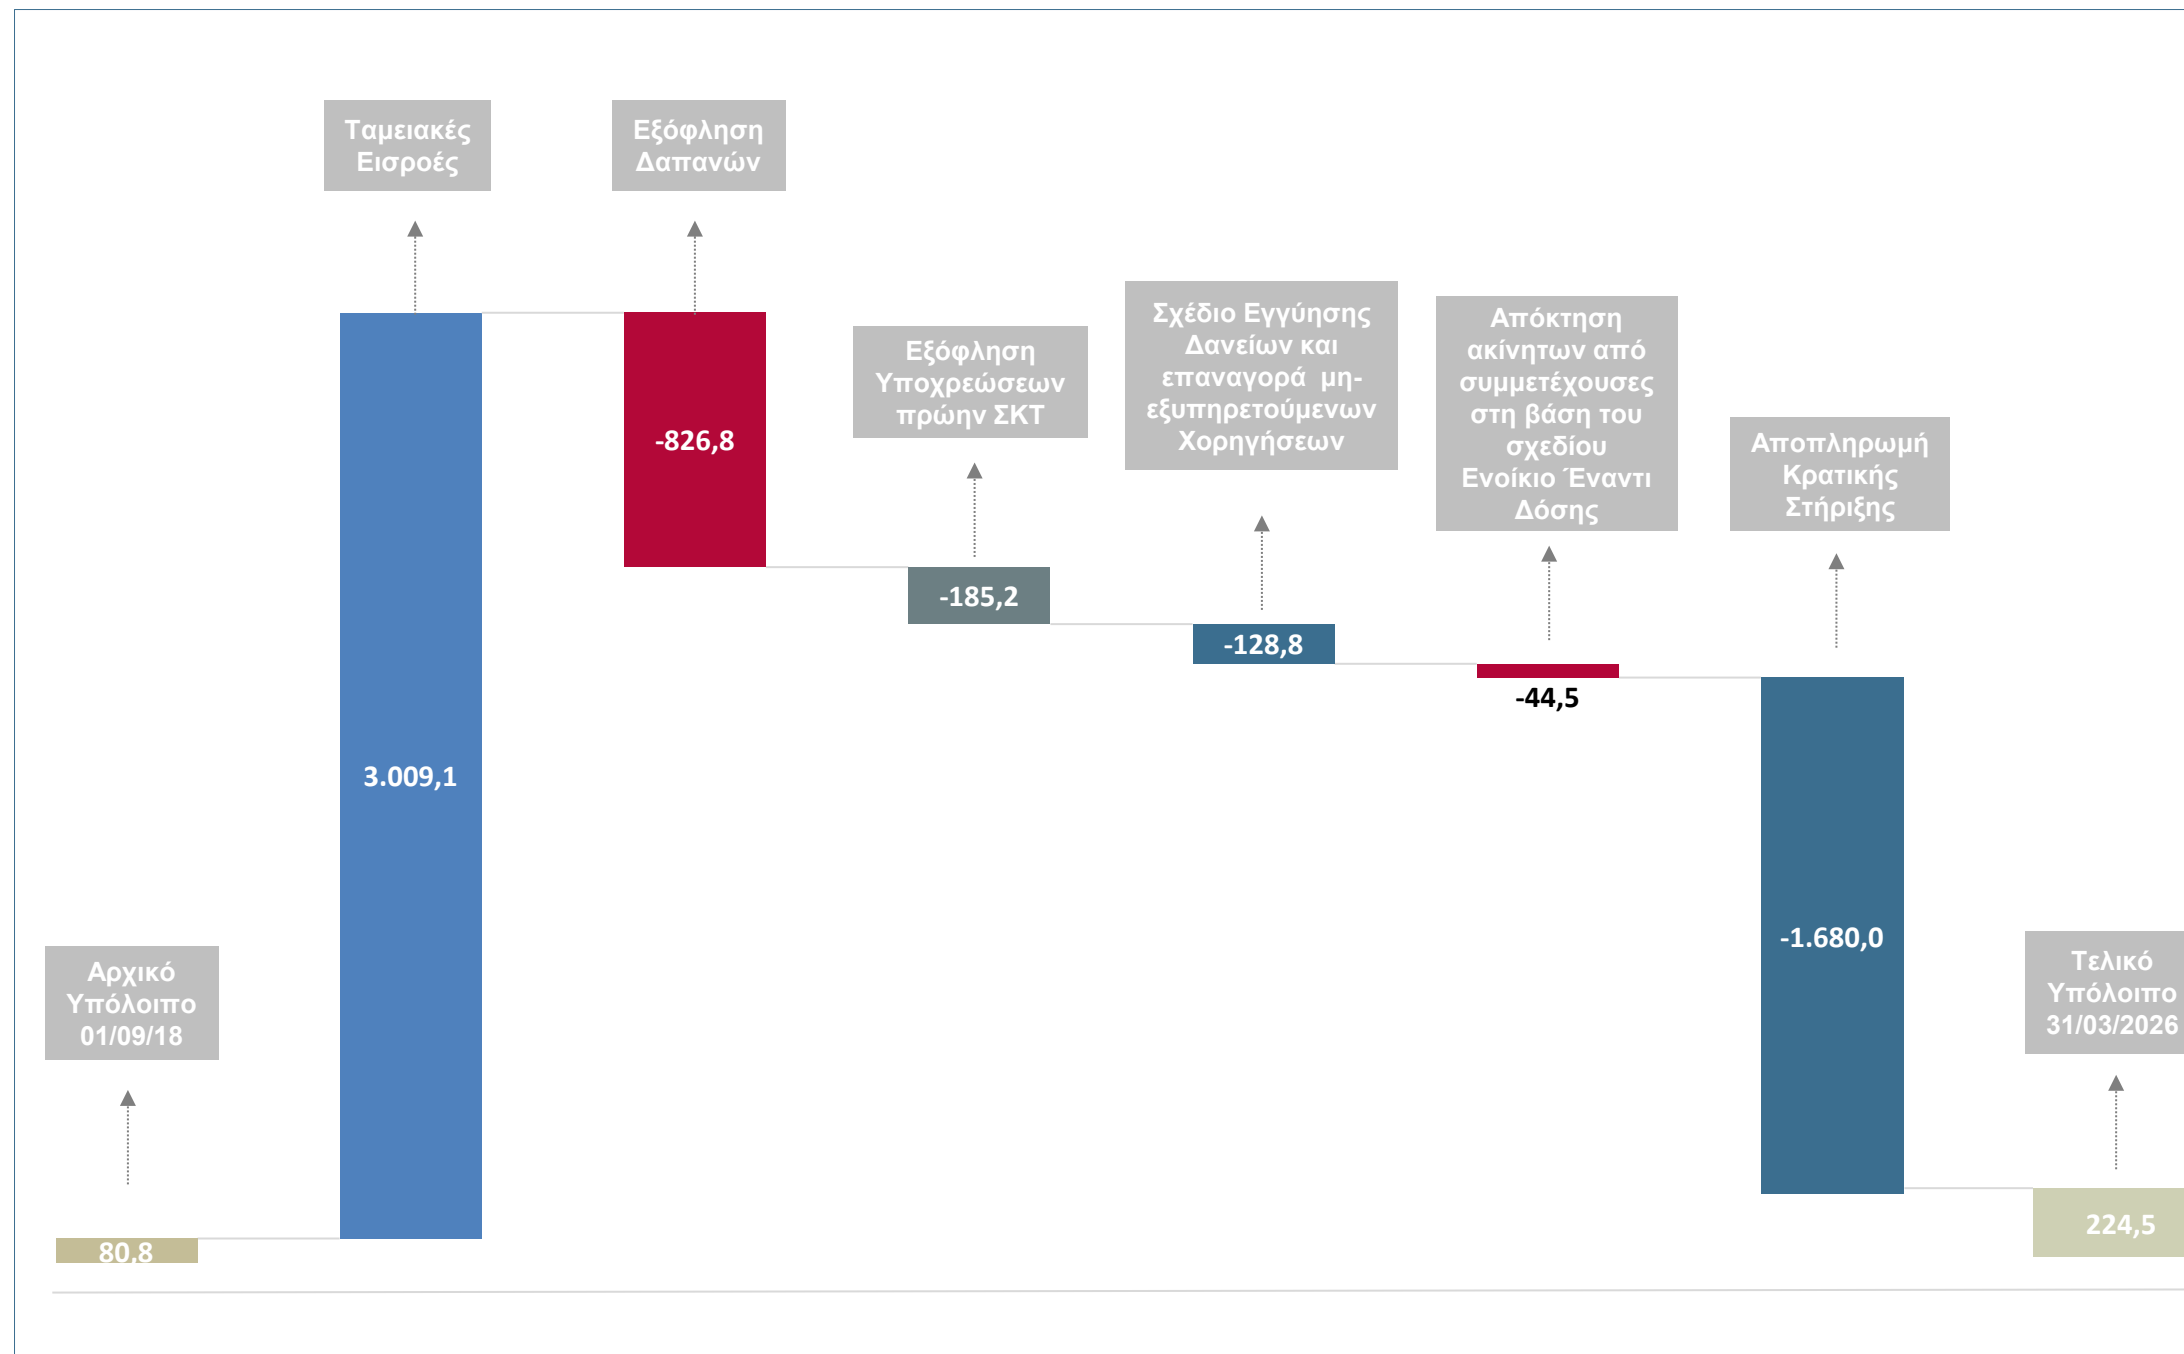 Ταμειακές
Εισροές
Εξόφληση
Δαπανών
Εξόφληση
Υποχρεώσεων
πρώην ΣΚΤ
Σχέδιο Εγγύησης
Δανείων και
επαναγορά  μη-
εξυπηρετούμενων
Χορηγήσεων
Απόκτηση
ακίνητων από
συμμετέχουσες
στη βάση του
σχεδίου
Ενοίκιο Έναντι
Δόσης
Αποπληρωμή
Κρατικής
Στήριξης
Αρχικό
Υπόλοιπο
01/09/18
Τελικό
Υπόλοιπο
31/03/2026
80,8
3.009,1
-826,8
-185,2
-128,8
-44,5
-1.680,0
224,5